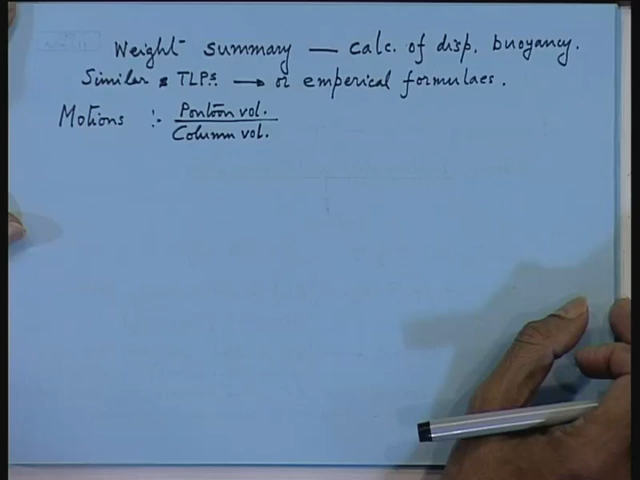 Weight summary — calc. of disp. buoyancy.
Similar TLPs. → or emperical formulaes.
Motions :- Pontoon vol.
Column vol.